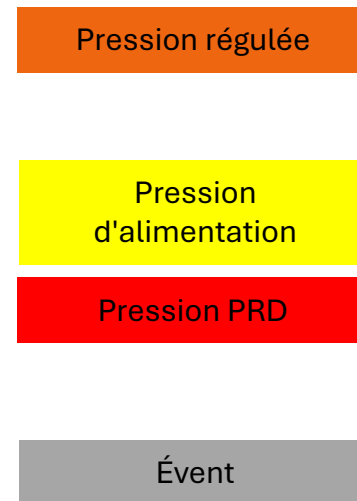 Pression régulée
Pression
d'alimentation
Pression PRD
Évent